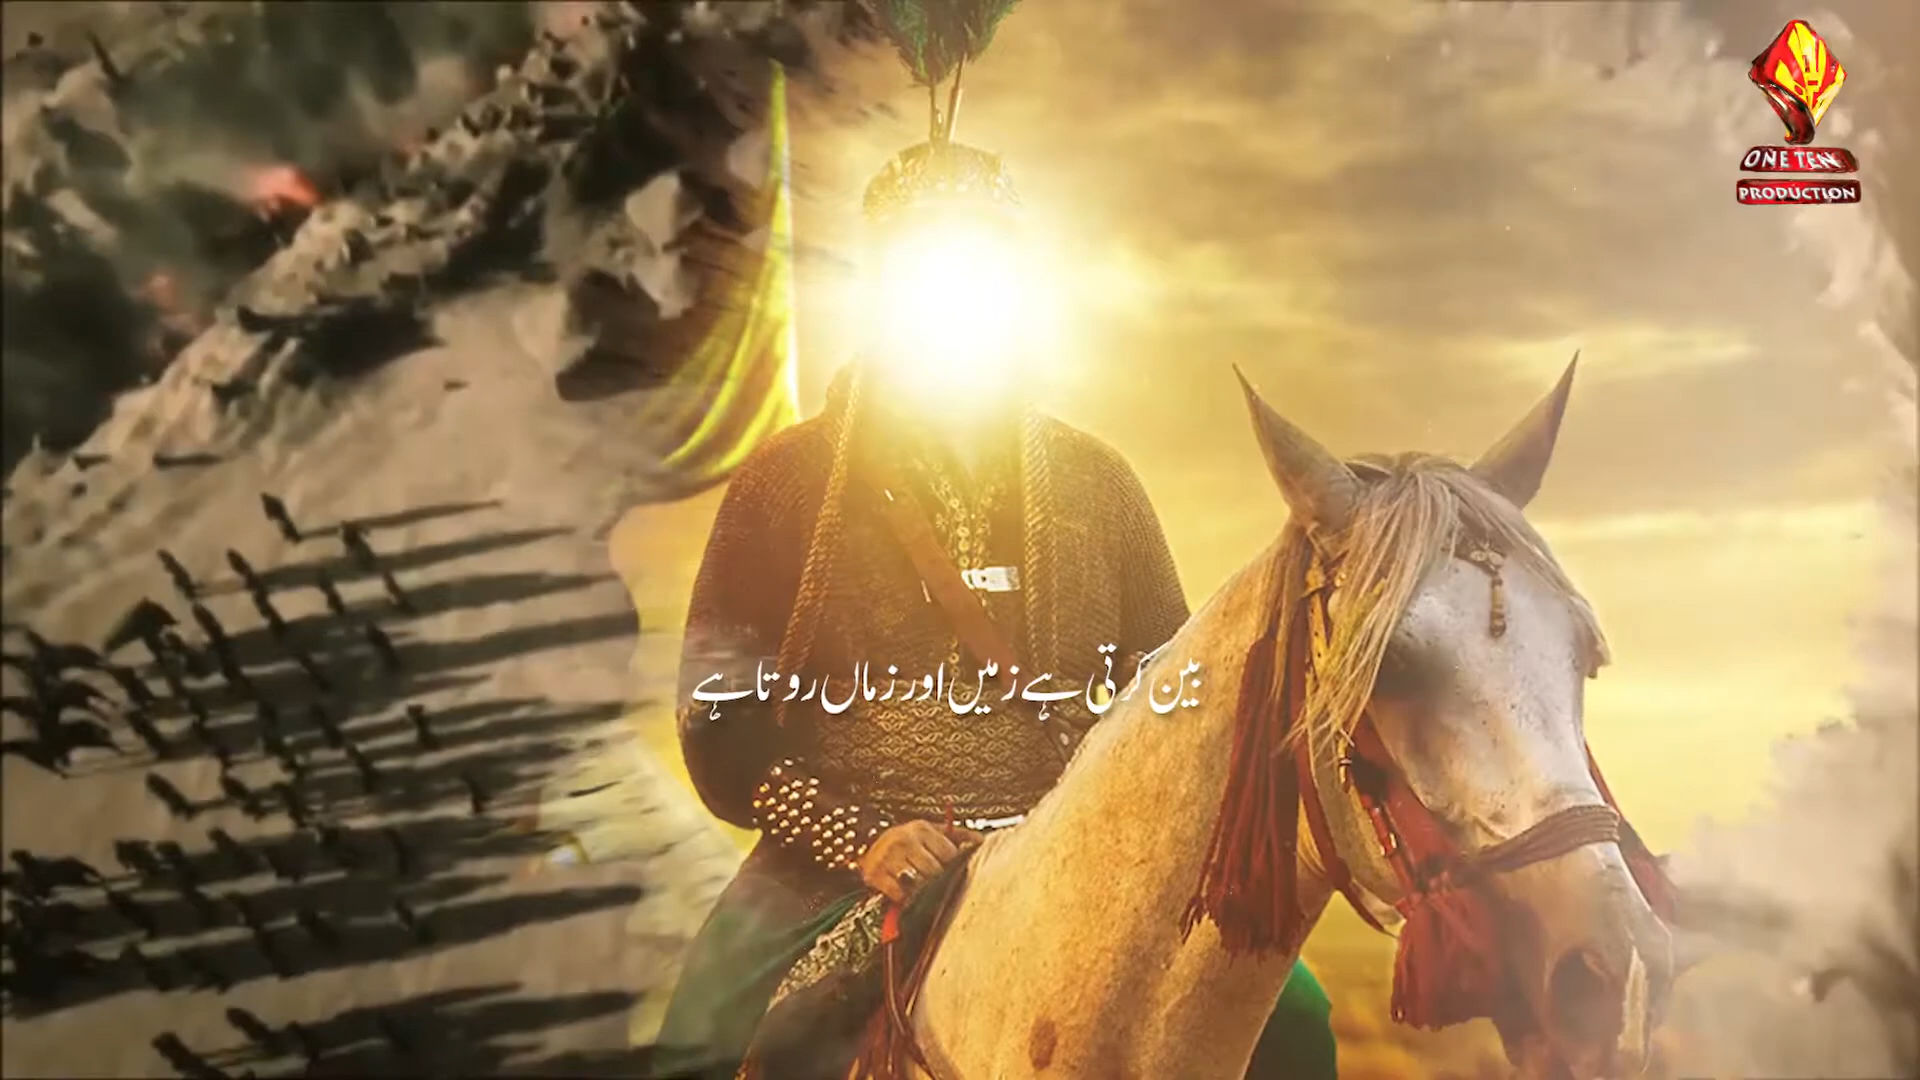 ONE TEN
PRODUCTION
بین کرتی ہے زمیں اور زماں روتا ہے